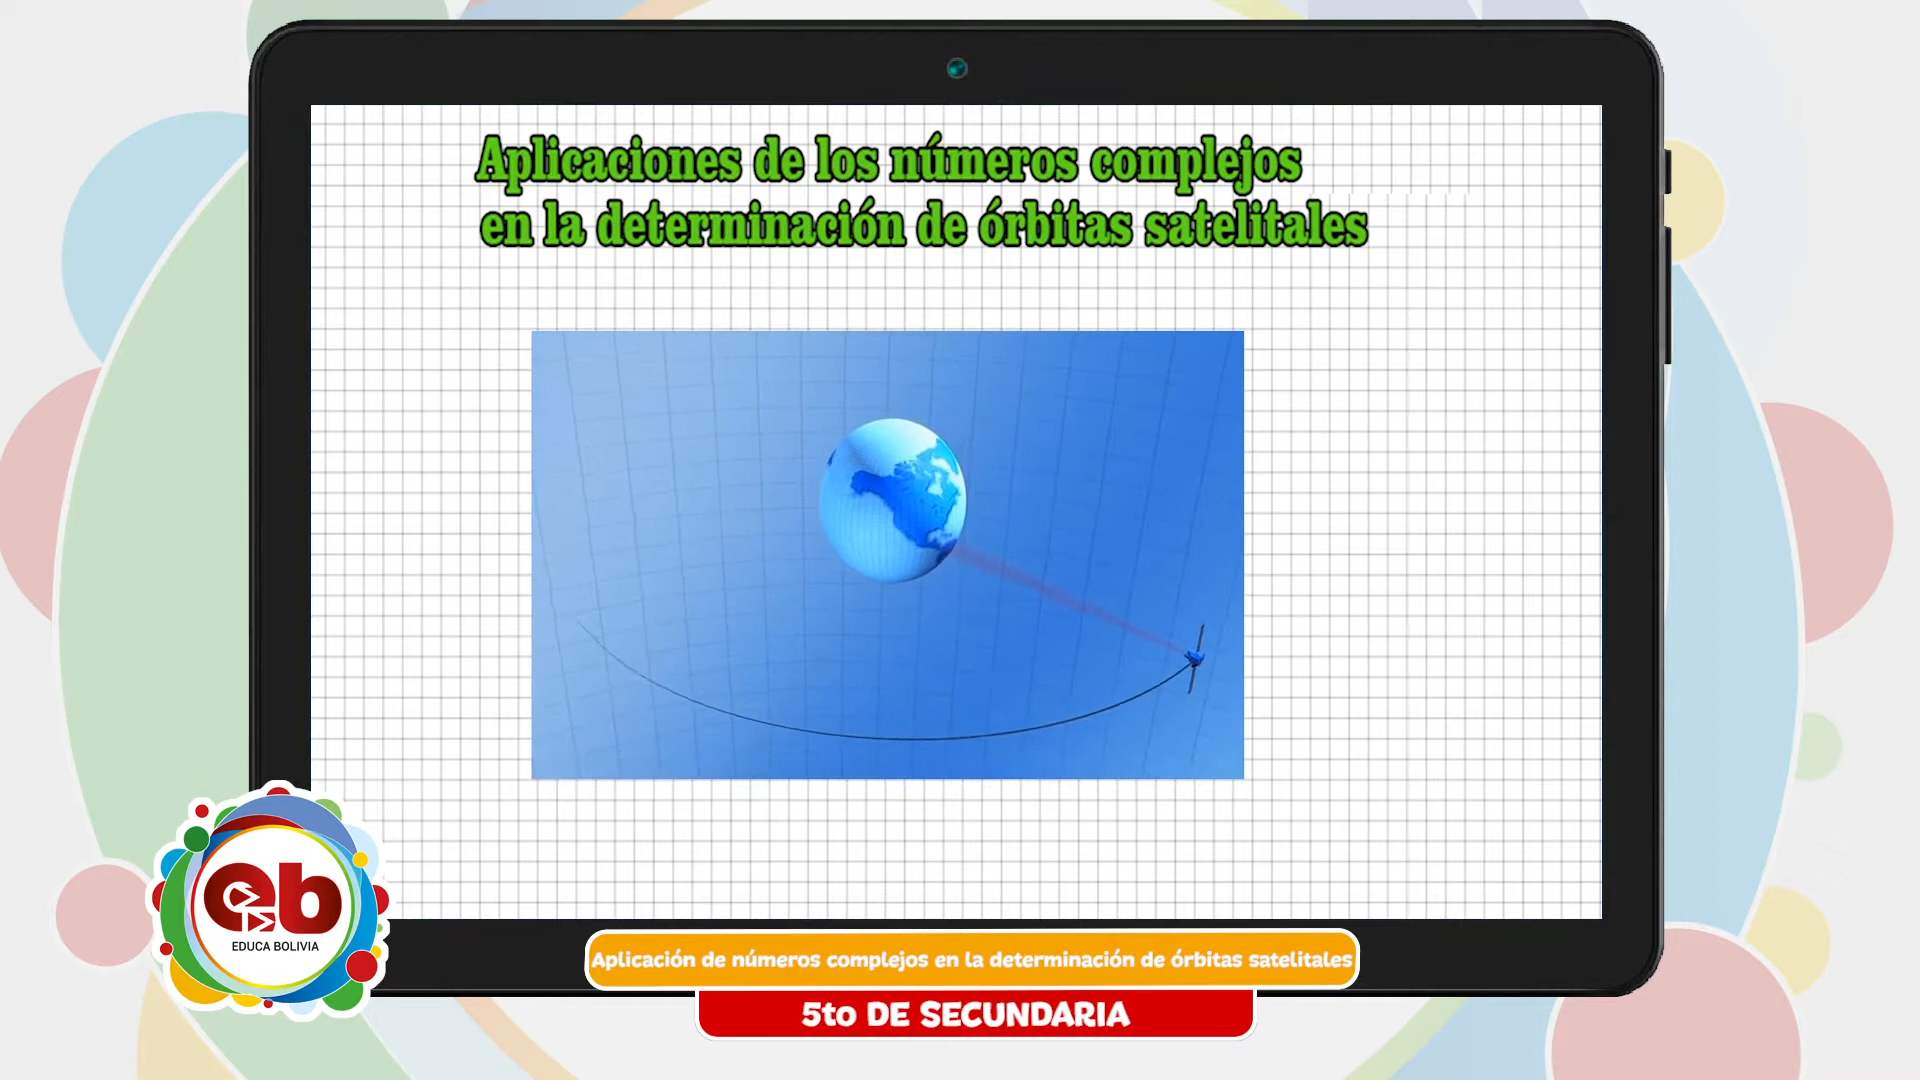 Aplicaciones de los números complejos
en la determinación de órbitas satelitales
eb
EDUCA BOLIVIA
Aplicación de números complejos en la determinación de órbitas satelitales
5to DE SECUNDARIA